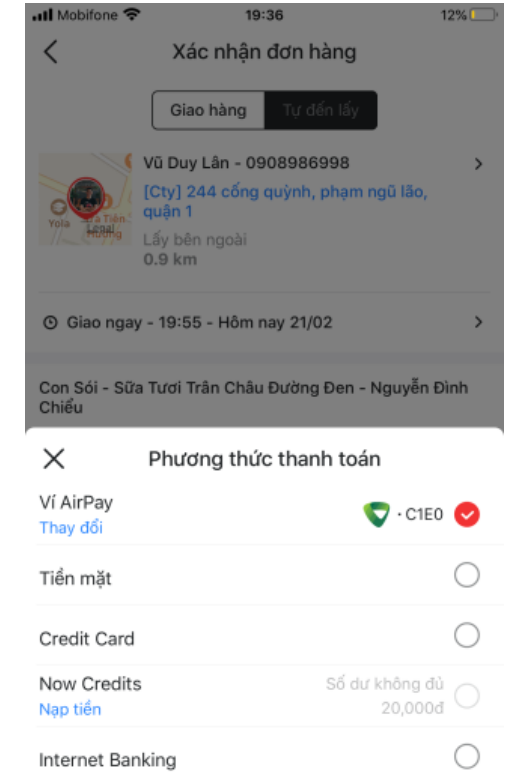 Mobifone 19:36 12%
Xác nhận đơn hàng
Giao hàng Tự đến lấy
Vũ Duy Lân - 0908986998
[Cty] 244 cống quỳnh, phạm ngũ lão,
quận 1
Lấy bên ngoài
0.9 km
Yola
Legal
Giao ngay - 19:55 - Hôm nay 21/02
Con Sói - Sữa Tươi Trân Châu Đường Đen - Nguyễn Đình
Chiểu
Phương thức thanh toán
Ví AirPay
· C1E0
Thay đổi
Tiền mặt
Credit Card
Now Credits
Số dư không đủ
Nạp tiền
20,000đ
Internet Banking